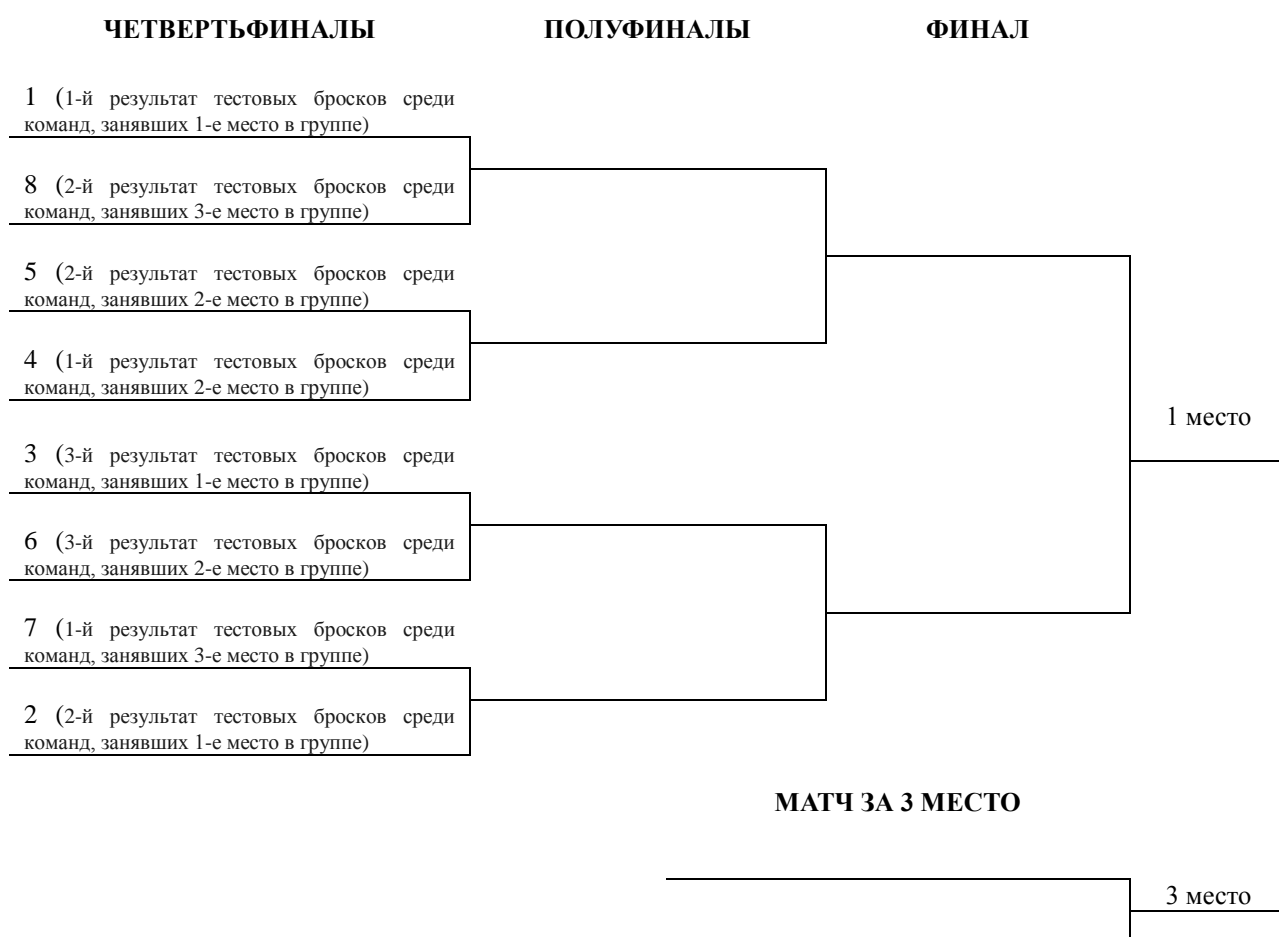 ЧЕТВЕРТЬФИНАЛЫ ПОЛУФИНАЛЫ ФИНАЛ
1 (1-й результат тестовых бросков среди
команд, занявших 1-е место в группе)
8 (2-й результат тестовых бросков среди
команд, занявших 3-е место в группе)
5 (2-й результат тестовых бросков среди
команд, занявших 2-е место в группе)
4 (1-й результат тестовых бросков среди
команд, занявших 2-е место в группе)
1 место
3 (3-й результат тестовых бросков среди
команд, занявших 1-е место в группе)
6 (3-й результат тестовых бросков среди
команд, занявших 2-е место в группе)
7 (1-й результат тестовых бросков среди
команд, занявших 3-е место в группе)
2 (2-й результат тестовых бросков среди
команд, занявших 1-е место в группе)
МАТЧ ЗА 3 МЕСТО
3 место